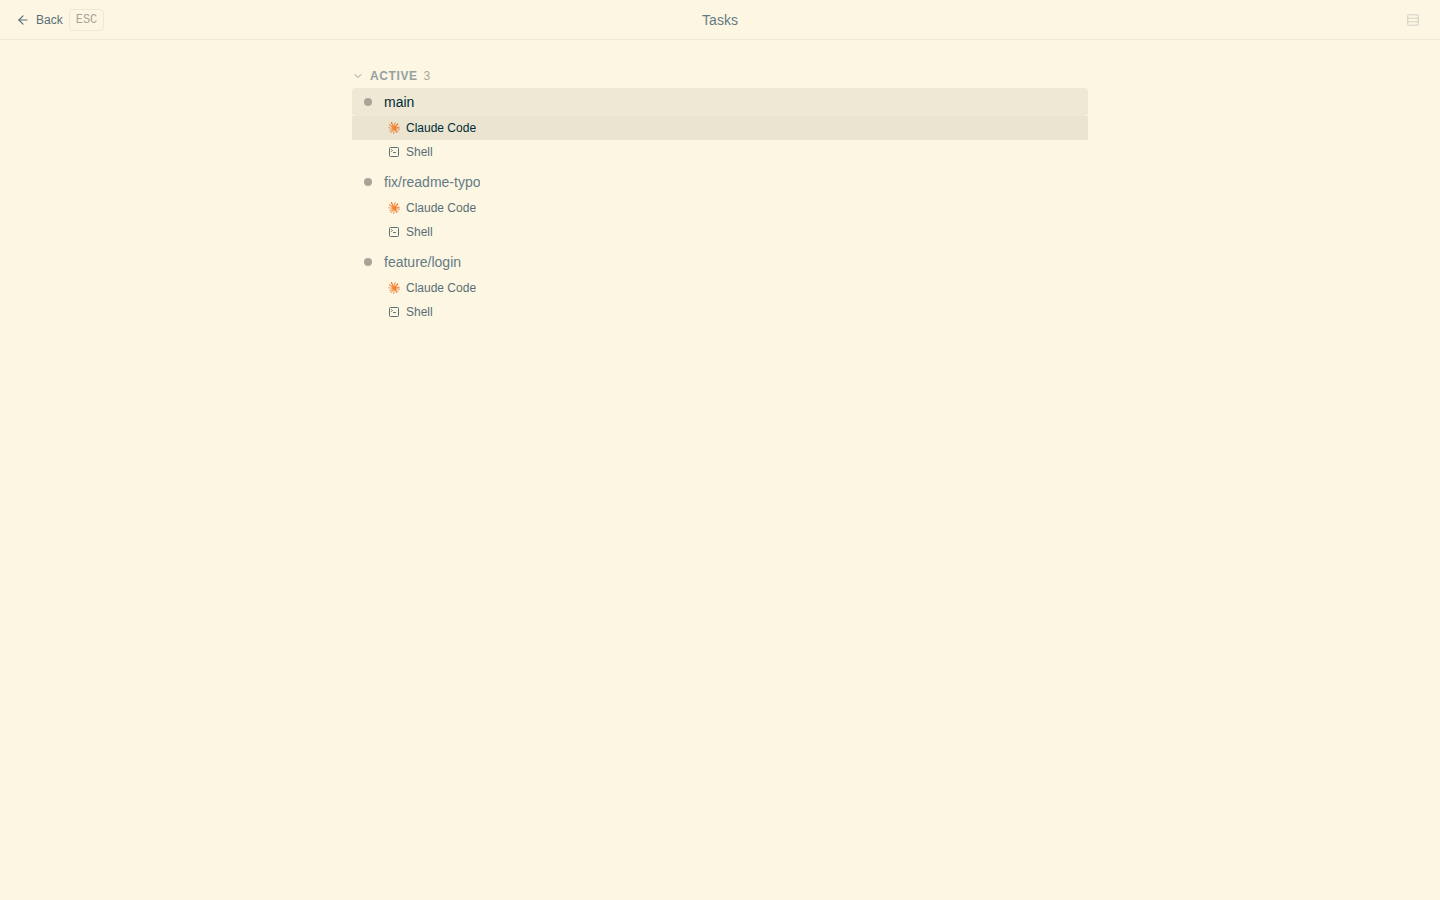 Back ESC
Tasks
ACTIVE 3
main
Claude Code
Shell
fix/readme-typo
Claude Code
Shell
feature/login
Claude Code
Shell